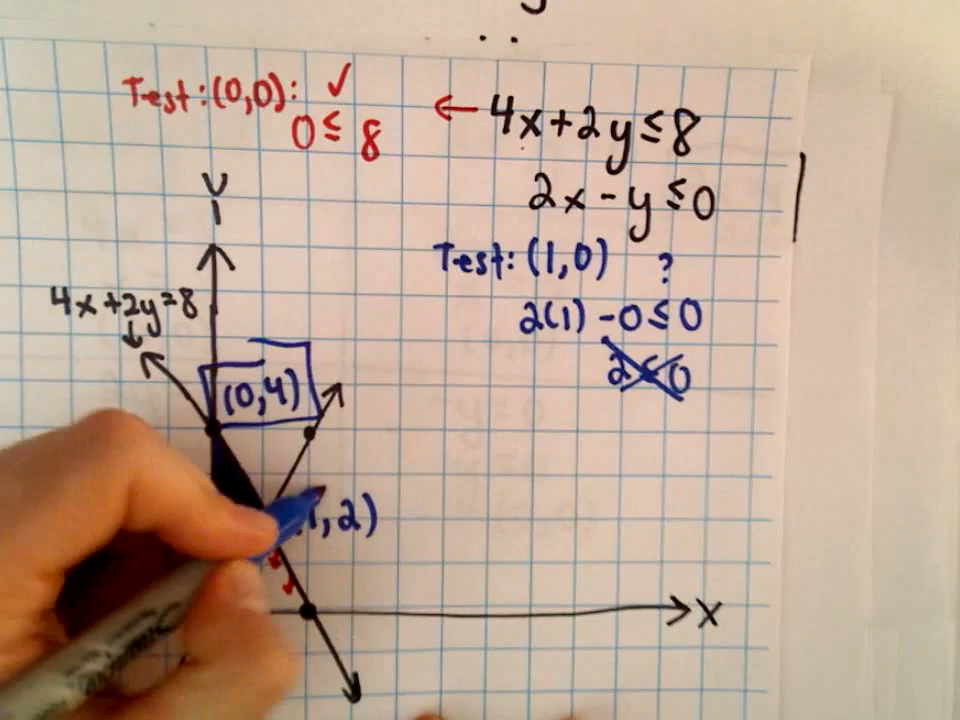 Test: (0,0): ✓
0 ≤ 8
← 4x+2y≤8
2x-y≤0
Test: (1,0) ?
2(1) -0≤0
2≤0
4x+2y=8
(0,4)
1,2)
X